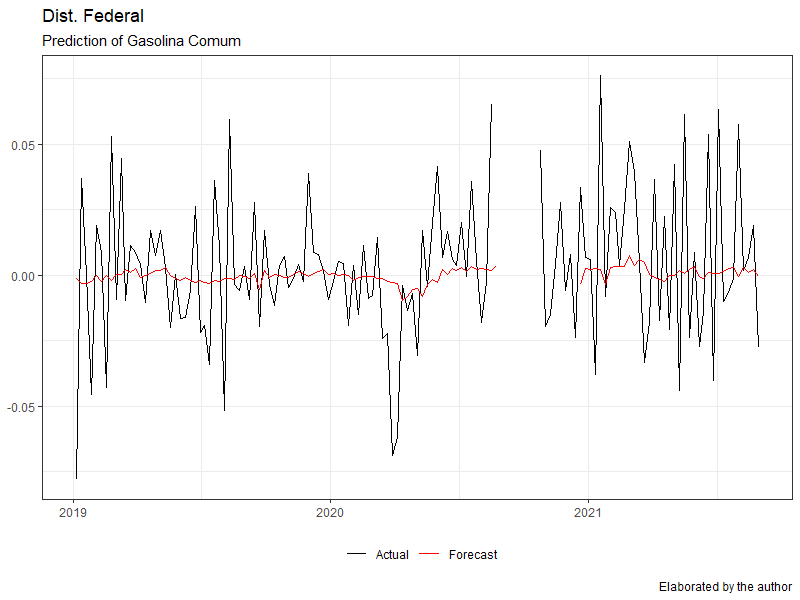 Dist. Federal
Prediction of Gasolina Comum
0.05
0.00
-0.05
2019 2020 2021
Actual Forecast
Elaborated by the author